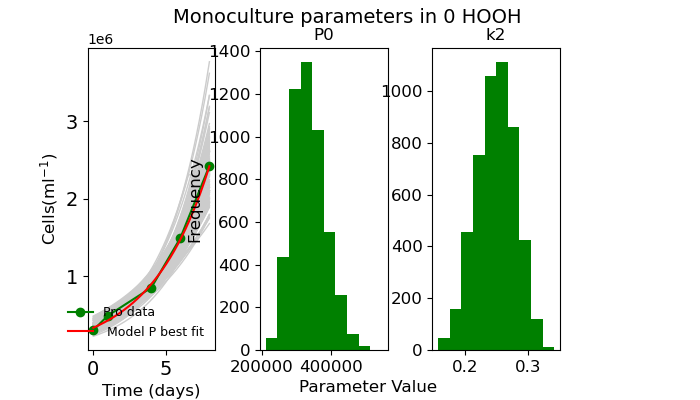 Monoculture parameters in 0 HOOH
1e6
P0
k2
Cells(ml⁻¹)
3
2
1
0
5
Time (days)
Pro data
Model P best fit
Frequency
1400
1200
1000
800
600
400
200
0
200000
400000
Parameter Value
1000
800
600
400
200
0
0.2
0.3